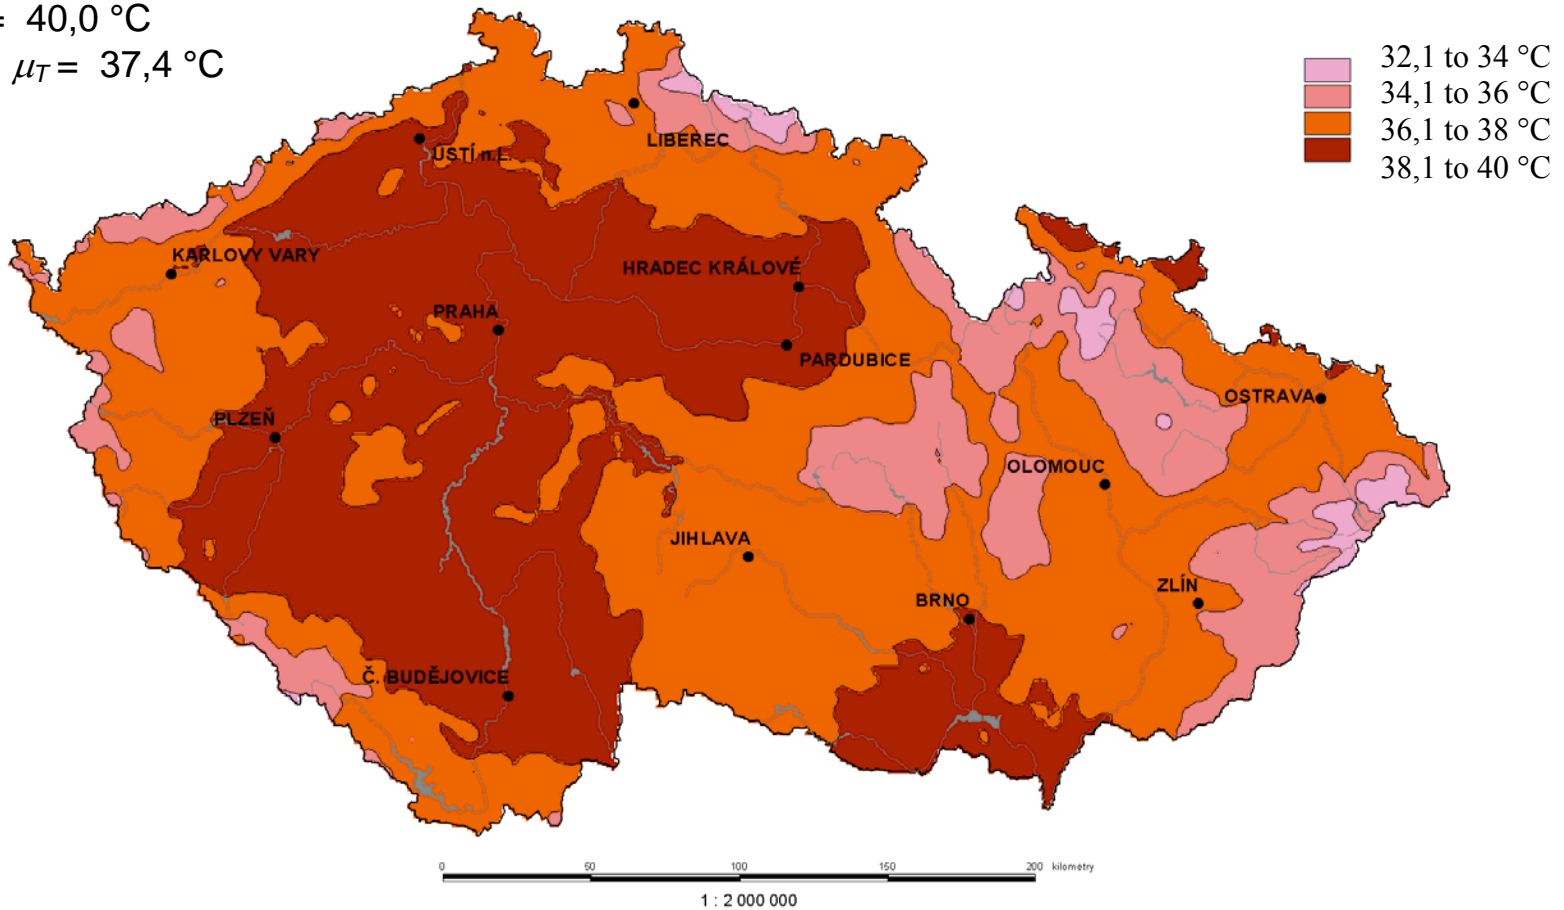 = 40,0 °C
μT = 37,4 °C
32,1 to 34 °C
34,1 to 36 °C
36,1 to 38 °C
38,1 to 40 °C
LIBEREC
ÚSTÍ n.L.
KARLOVY VARY
HRADEC KRÁLOVÉ
PRAHA
PARDUBICE
OSTRAVA
PLZEŇ
OLOMOUC
JIHLAVA
ZLÍN
BRNO
Č. BUDĚJOVICE
0 50 100 150 200 kilometry
1 : 2 000 000